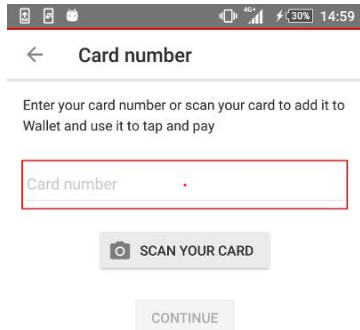 4G+ 30% 14:59
Card number
Enter your card number or scan your card to add it to
Wallet and use it to tap and pay
Card number
SCAN YOUR CARD
CONTINUE